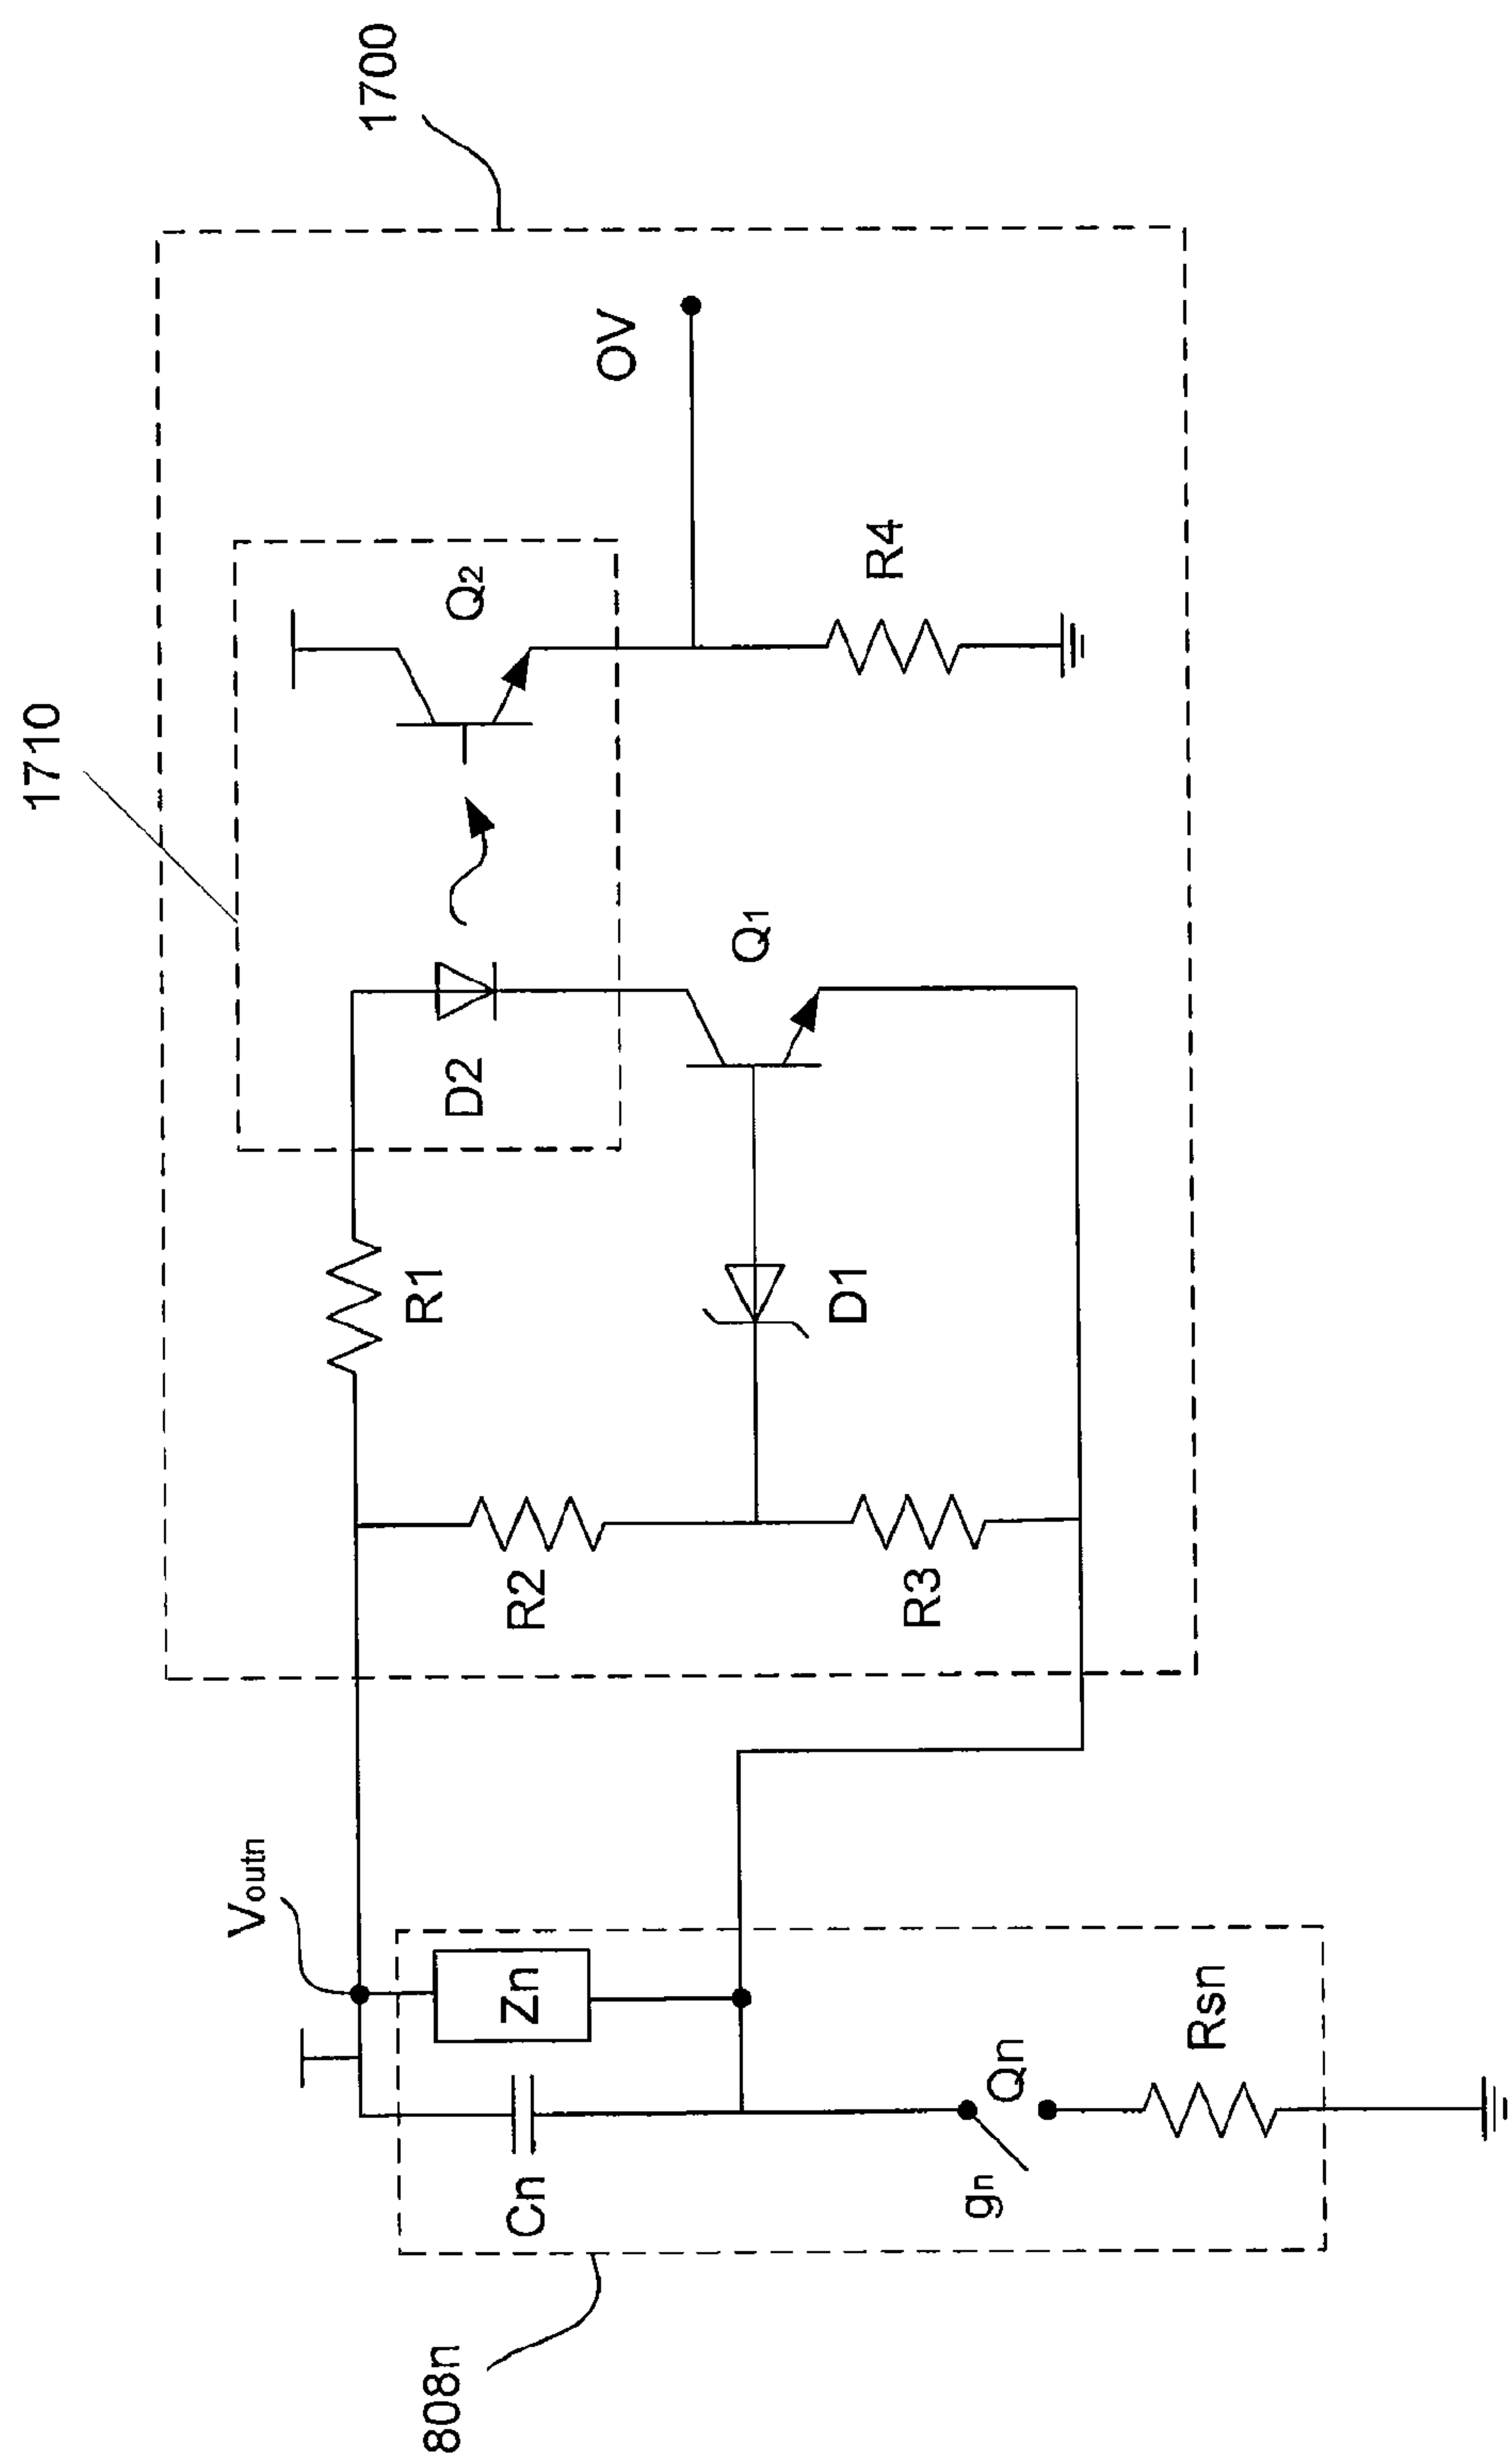 1700
1710
Q2
OV
R4
D2
Q1
R1
D1
R2
R3
Voutn
Zn
Cn
Qn
gn
Rsn
808n